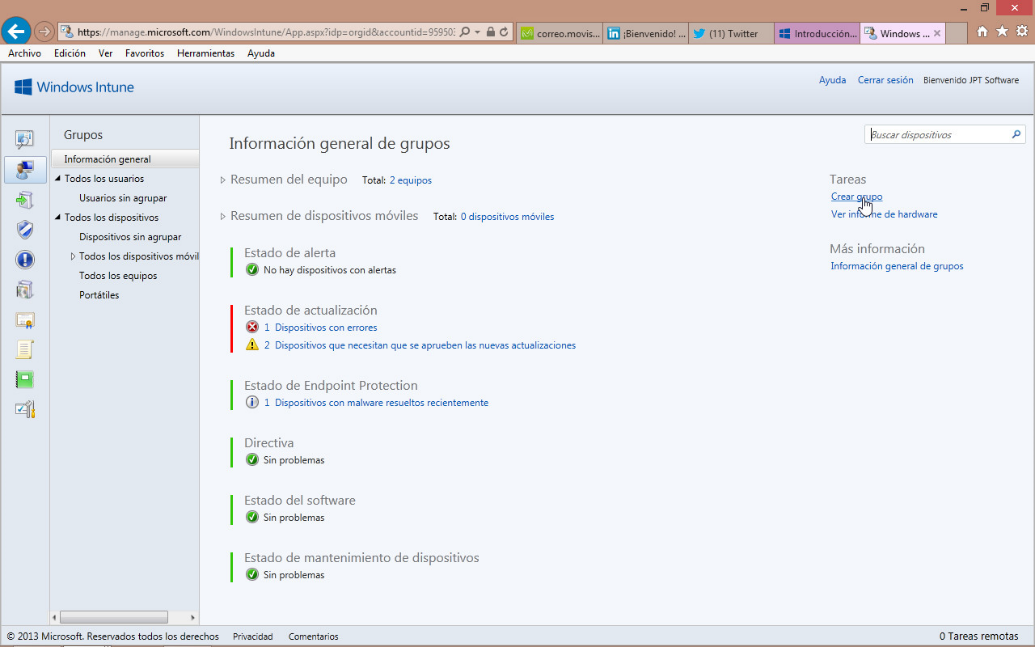 https://manage.microsoft.com/WindowsIntune/App.aspx?idp=orgid&accountid=95950
correo.movis...
¡Bienvenido! ...
(11) Twitter
Introducción...
Windows ...
Archivo Edición Ver Favoritos Herramientas Ayuda
Windows Intune
Ayuda Cerrar sesión Bienvenido JPT Software
Grupos
Información general
Todos los usuarios
Usuarios sin agrupar
Todos los dispositivos
Dispositivos sin agrupar
Todos los dispositivos móvil
Todos los equipos
Portátiles
Información general de grupos
Resumen del equipo Total: 2 equipos
Resumen de dispositivos móviles Total: 0 dispositivos móviles
Estado de alerta
No hay dispositivos con alertas
Estado de actualización
1 Dispositivos con errores
2 Dispositivos que necesitan que se aprueben las nuevas actualizaciones
Estado de Endpoint Protection
1 Dispositivos con malware resueltos recientemente
Directiva
Sin problemas
Estado del software
Sin problemas
Estado de mantenimiento de dispositivos
Sin problemas
Buscar dispositivos
Tareas
Crear grupo
Ver informe de hardware
Más información
Información general de grupos
© 2013 Microsoft. Reservados todos los derechos Privacidad Comentarios
0 Tareas remotas